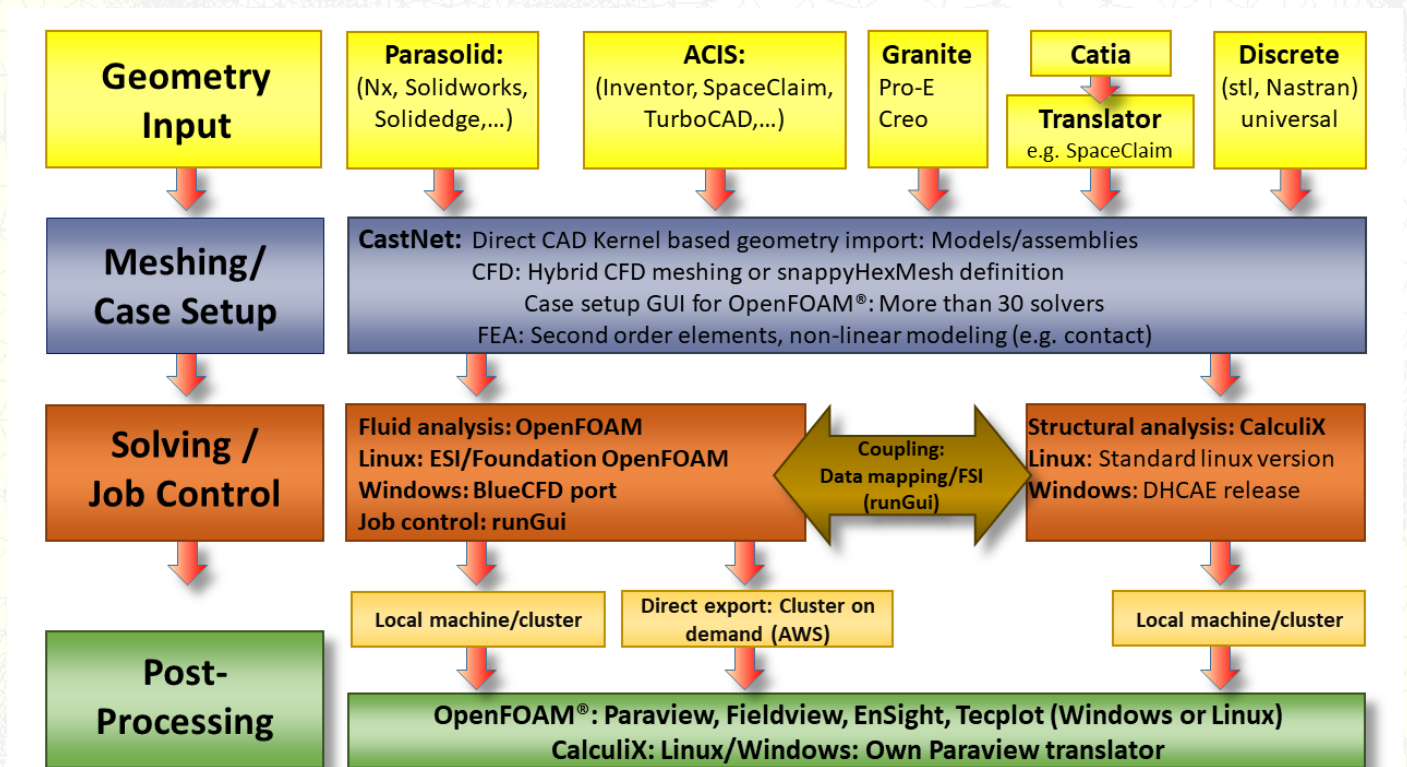 Geometry
Input
Parasolid:
(Nx, Solidworks,
Solidedge,...)
ACIS:
(Inventor, SpaceClaim,
TurboCAD,...)
Granite
Pro-E
Creo
Catia
Translator
e.g. SpaceClaim
Discrete
(stl, Nastran)
universal
Meshing/
Case Setup
CastNet: Direct CAD Kernel based geometry import: Models/assemblies
CFD: Hybrid CFD meshing or snappyHexMesh definition
Case setup GUI for OpenFOAM®: More than 30 solvers
FEA: Second order elements, non-linear modeling (e.g. contact)
Solving /
Job Control
Fluid analysis: OpenFOAM
Linux: ESI/Foundation OpenFOAM
Windows: BlueCFD port
Job control: runGui
Coupling:
Data mapping/FSI
(runGui)
Structural analysis: CalculiX
Linux: Standard linux version
Windows: DHCAE release
Local machine/cluster
Direct export: Cluster on
demand (AWS)
Local machine/cluster
Post-
Processing
OpenFOAM®: Paraview, Fieldview, EnSight, Tecplot (Windows or Linux)
CalculiX: Linux/Windows: Own Paraview translator